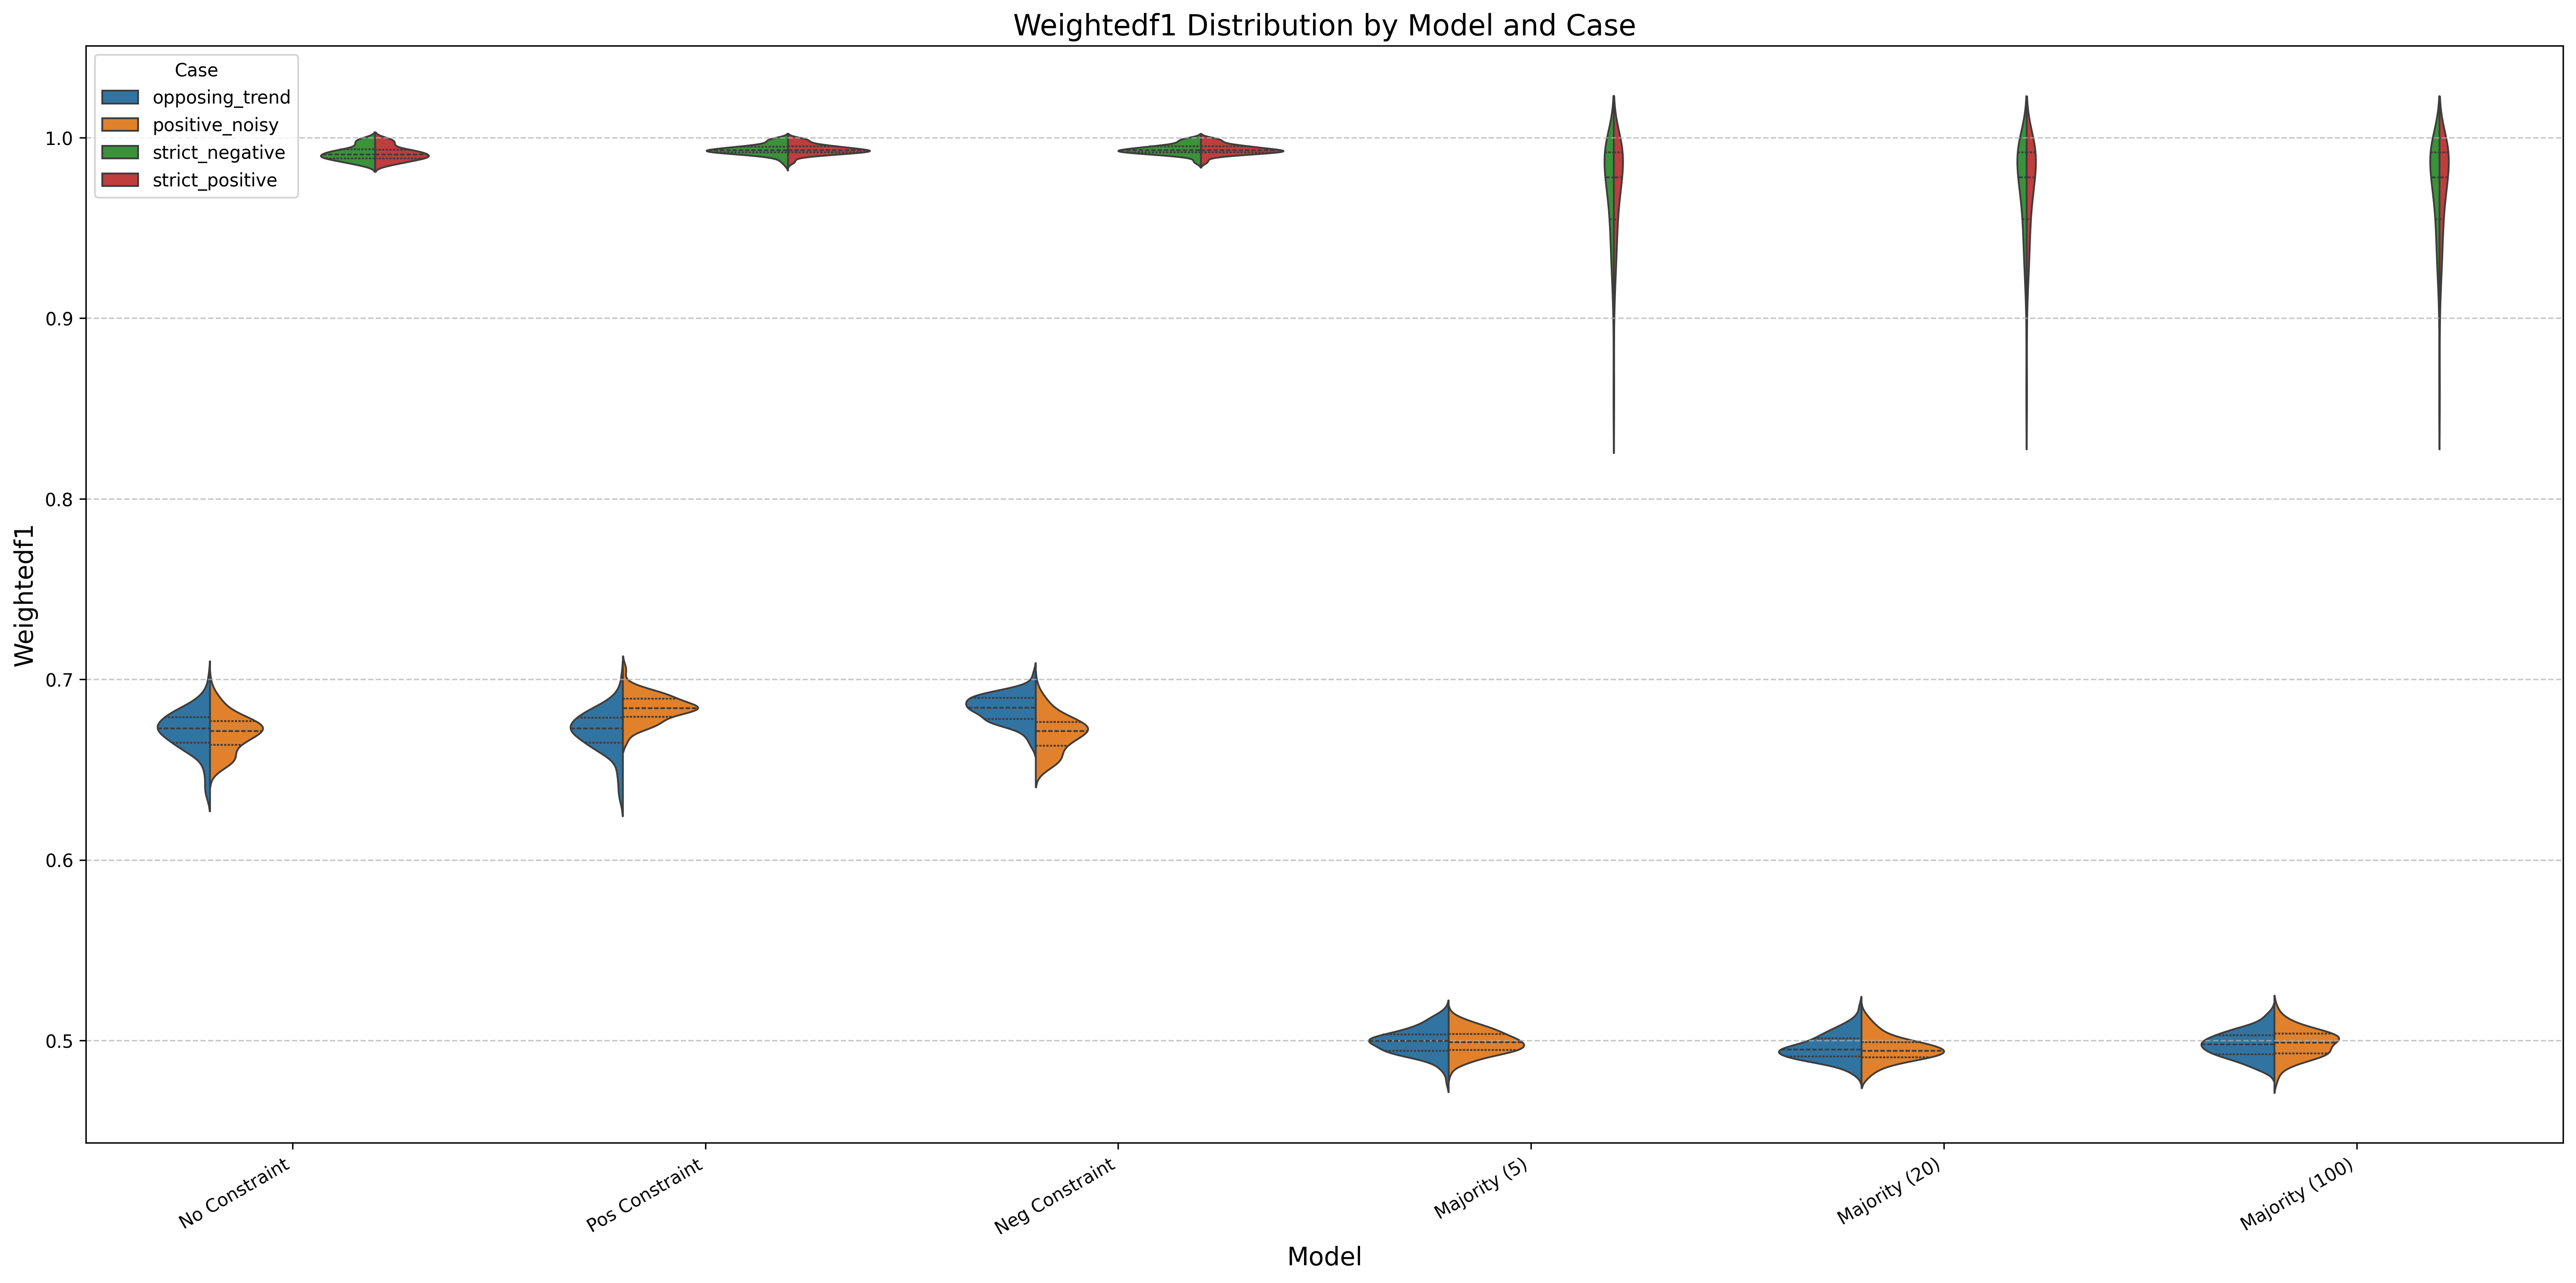 Weightedf1 Distribution by Model and Case
Case
opposing_trend
positive_noisy
strict_negative
strict_positive
Weightedf1
1.0
0.9
0.8
0.7
0.6
0.5
No Constraint
Pos Constraint
Neg Constraint
Majority (5)
Majority (20)
Majority (100)
Model